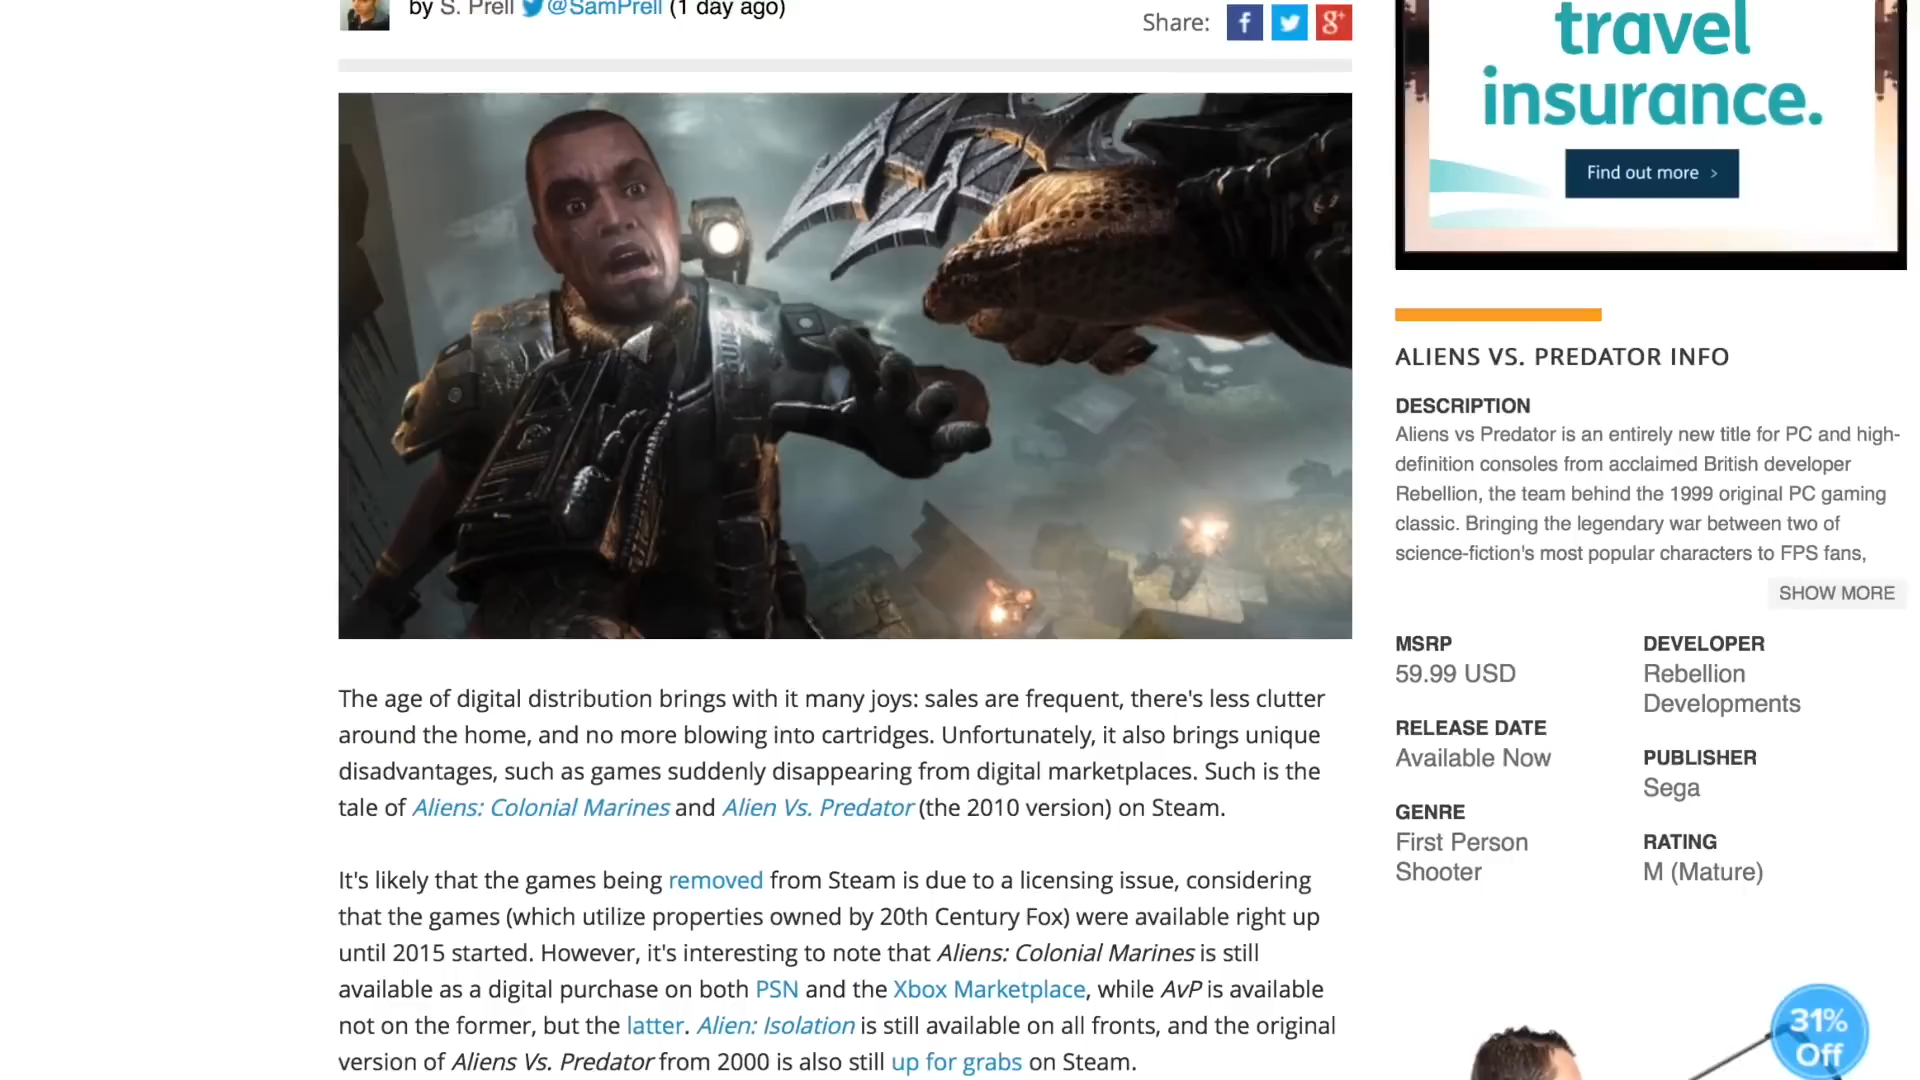 by S. Prell @SamPrell (1 day ago)
Share: f g+
travel
insurance.
Find out more >
The age of digital distribution brings with it many joys: sales are frequent, there's less clutter
around the home, and no more blowing into cartridges. Unfortunately, it also brings unique
disadvantages, such as games suddenly disappearing from digital marketplaces. Such is the
tale of Aliens: Colonial Marines and Alien Vs. Predator (the 2010 version) on Steam.
It's likely that the games being removed from Steam is due to a licensing issue, considering
that the games (which utilize properties owned by 20th Century Fox) were available right up
until 2015 started. However, it's interesting to note that Aliens: Colonial Marines is still
available as a digital purchase on both PSN and the Xbox Marketplace, while AvP is available
not on the former, but the latter. Alien: Isolation is still available on all fronts, and the original
version of Aliens Vs. Predator from 2000 is also still up for grabs on Steam.
ALIENS VS. PREDATOR INFO
DESCRIPTION
Aliens vs Predator is an entirely new title for PC and high-
definition consoles from acclaimed British developer
Rebellion, the team behind the 1999 original PC gaming
classic. Bringing the legendary war between two of
science-fiction's most popular characters to FPS fans,
SHOW MORE
MSRP
59.99 USD
RELEASE DATE
Available Now
GENRE
First Person
Shooter
DEVELOPER
Rebellion
Developments
PUBLISHER
Sega
RATING
M (Mature)
31%
Off